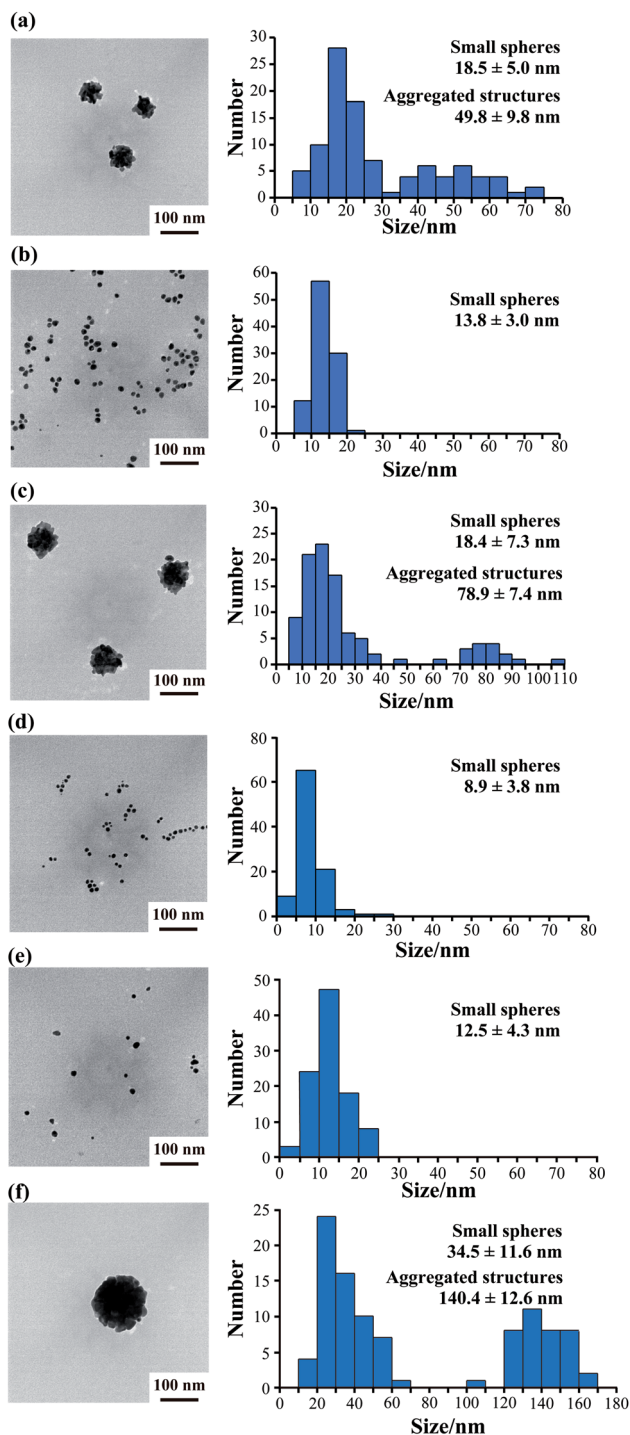 (a)
100 nm
Number
30
25
20
15
10
5
0
Small spheres
18.5 ± 5.0 nm
Aggregated structures
49.8 ± 9.8 nm
0 10 20 30 40 50 60 70 80
Size/nm
(b)
100 nm
Number
60
50
40
30
20
10
0
Small spheres
13.8 ± 3.0 nm
0 10 20 30 40 50 60 70 80
Size/nm
(c)
100 nm
Number
30
25
20
15
10
5
0
Small spheres
18.4 ± 7.3 nm
Aggregated structures
78.9 ± 7.4 nm
0 10 20 30 40 50 60 70 80 90 100 110
Size/nm
(d)
100 nm
Number
80
60
40
20
0
Small spheres
8.9 ± 3.8 nm
0 10 20 30 40 50 60 70 80
Size/nm
(e)
100 nm
Number
50
40
30
20
10
0
Small spheres
12.5 ± 4.3 nm
0 10 20 30 40 50 60 70 80
Size/nm
(f)
100 nm
Number
25
20
15
10
5
0
Small spheres
34.5 ± 11.6 nm
Aggregated structures
140.4 ± 12.6 nm
0 20 40 60 80 100 120 140 160 180
Size/nm